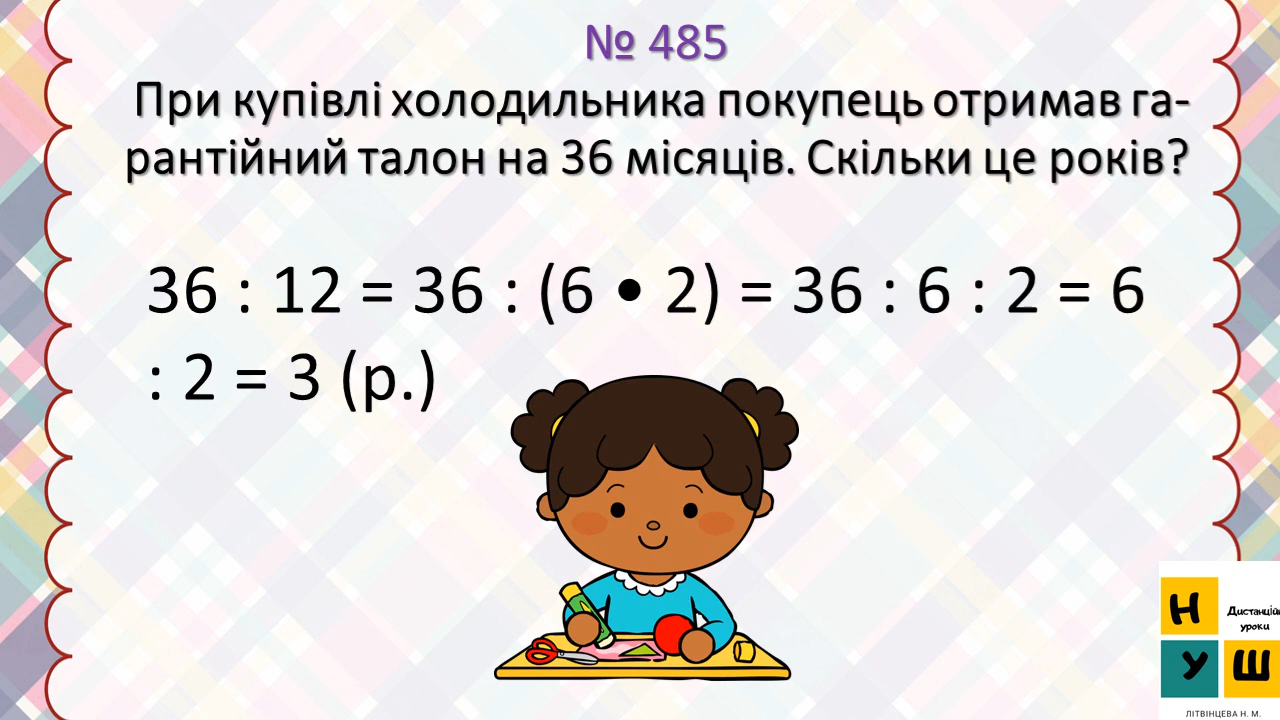 № 485
При купівлі холодильника покупець отримав га-
рантійний талон на 36 місяців. Скільки це років?
36 : 12 = 36 : (6 • 2) = 36 : 6 : 2 = 6
: 2 = 3 (р.)
Н
Дистанцій
уроки
У Ш
ЛІТВІНЦЕВА Н. М.